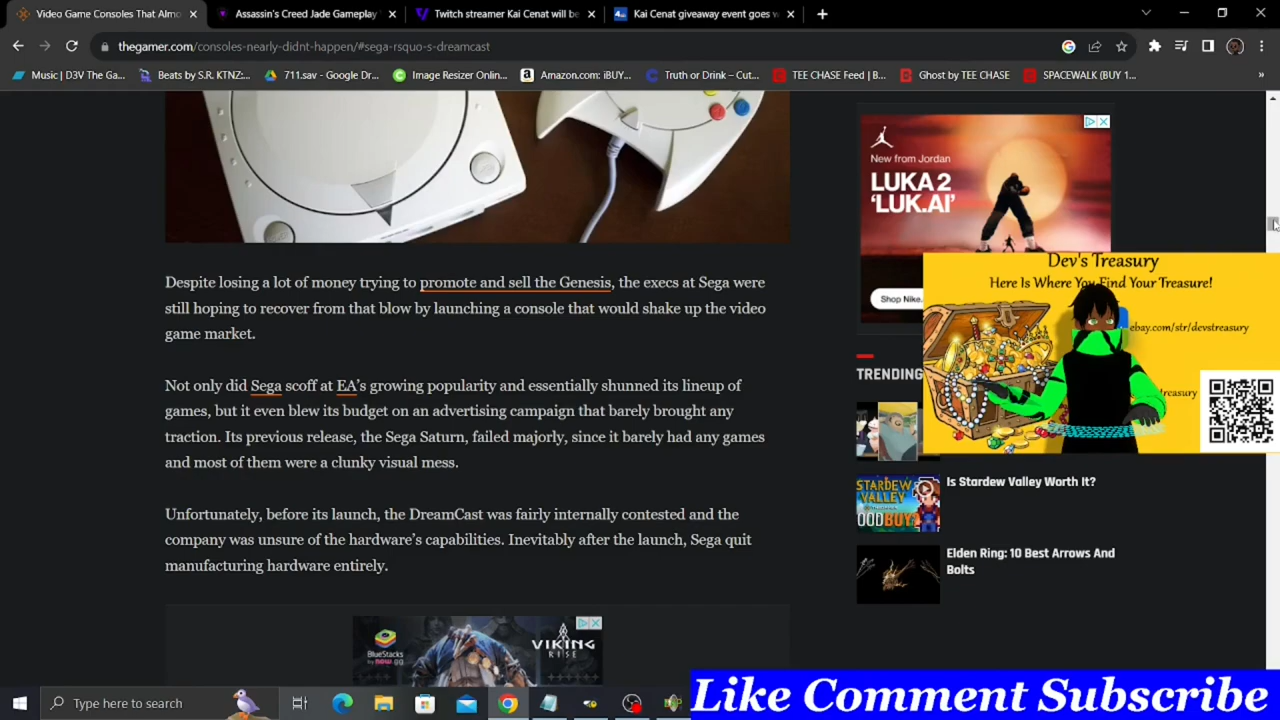 Video Game Consoles That Almo
Assassin's Creed Jade Gameplay
Twitch streamer Kai Cenat will be
Kai Cenat giveaway event goes v
thegamer.com/consoles-nearly-didnt-happen/#sega-rsquo-s-dreamcast
Music | D3V The Ga...
Beats by S.R. KTNZ:...
711.sav - Google Dr...
Image Resizer Onlin...
Amazon.com: iBUY...
Truth or Drink – Cut...
TEE CHASE Feed | B...
Ghost by TEE CHASE
SPACEWALK (BUY 1...
»
New from Jordan
LUKA 2
'LUK.AI'
Shop Nike.
Dev's Treasury
Here Is Where You Find Your Treasure!
ebay.com/str/devstreasury
reasury
Despite losing a lot of money trying to promote and sell the Genesis, the execs at Sega were
still hoping to recover from that blow by launching a console that would shake up the video
game market.
Not only did Sega scoff at EA's growing popularity and essentially shunned its lineup of
games, but it even blew its budget on an advertising campaign that barely brought any
traction. Its previous release, the Sega Saturn, failed majorly, since it barely had any games
and most of them were a clunky visual mess.
Unfortunately, before its launch, the DreamCast was fairly internally contested and the
company was unsure of the hardware's capabilities. Inevitably after the launch, Sega quit
manufacturing hardware entirely.
TRENDING
STARDEW
VALLEY
OODBUY
Is Stardew Valley Worth It?
Elden Ring: 10 Best Arrows And
Bolts
BlueStacks
by now.gg
VIKING
RISE
Type here to search
Like Comment Subscribe